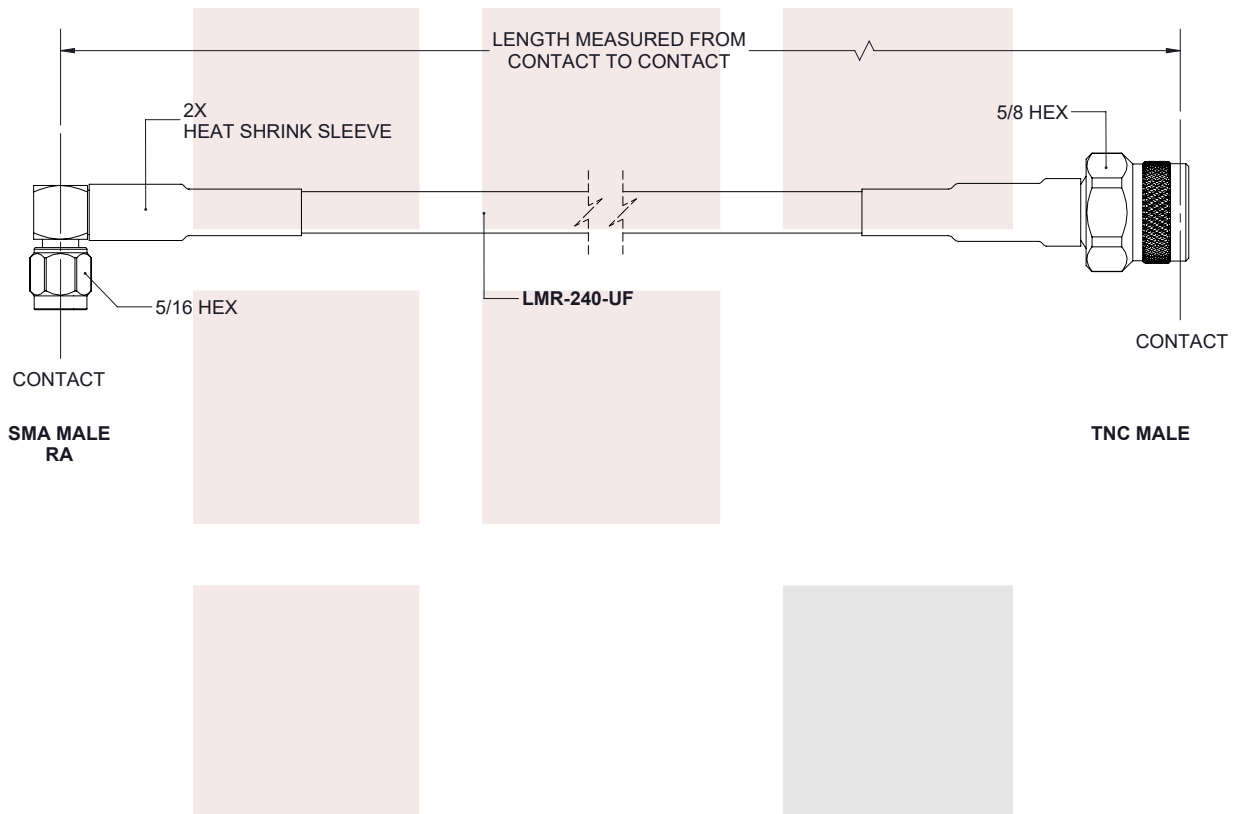 LENGTH MEASURED FROM
CONTACT TO CONTACT
2X
HEAT SHRINK SLEEVE
5/8 HEX
5/16 HEX
LMR-240-UF
CONTACT
CONTACT
SMA MALE
RA
TNC MALE